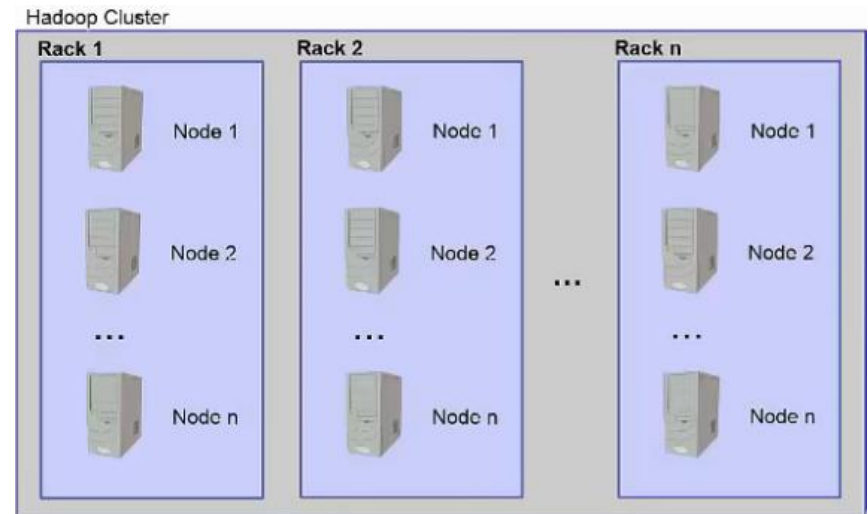 Hadoop Cluster
Rack 1
Node 1
Node 2
...
Node n
Rack 2
Node 1
Node 2
...
Node n
...
Rack n
Node 1
Node 2
...
Node n